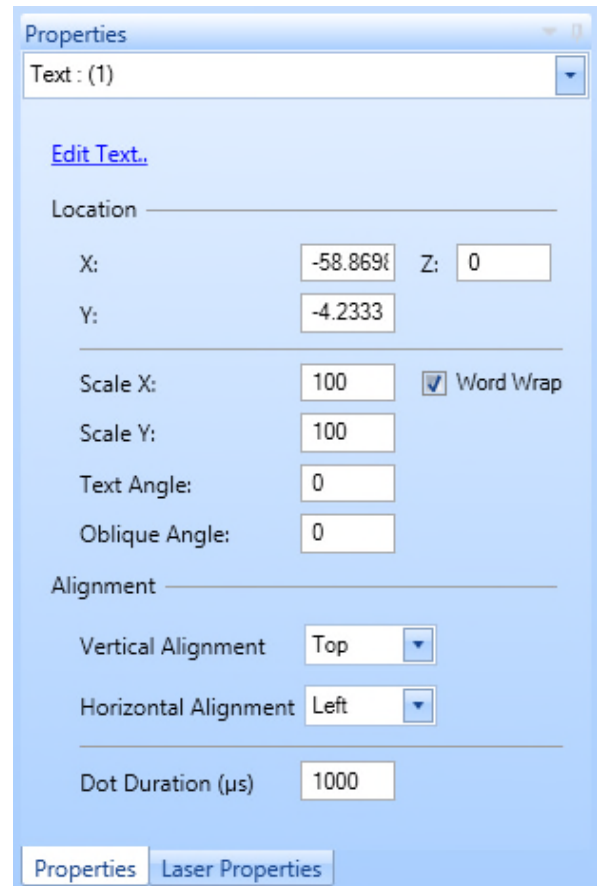 Properties
Text : (1)
Edit Text..
Location
X: -58.8698 Z: 0
Y: -4.2333
Scale X: 100 Word Wrap
Scale Y: 100
Text Angle: 0
Oblique Angle: 0
Alignment
Vertical Alignment Top
Horizontal Alignment Left
Dot Duration (µs) 1000
Properties Laser Properties